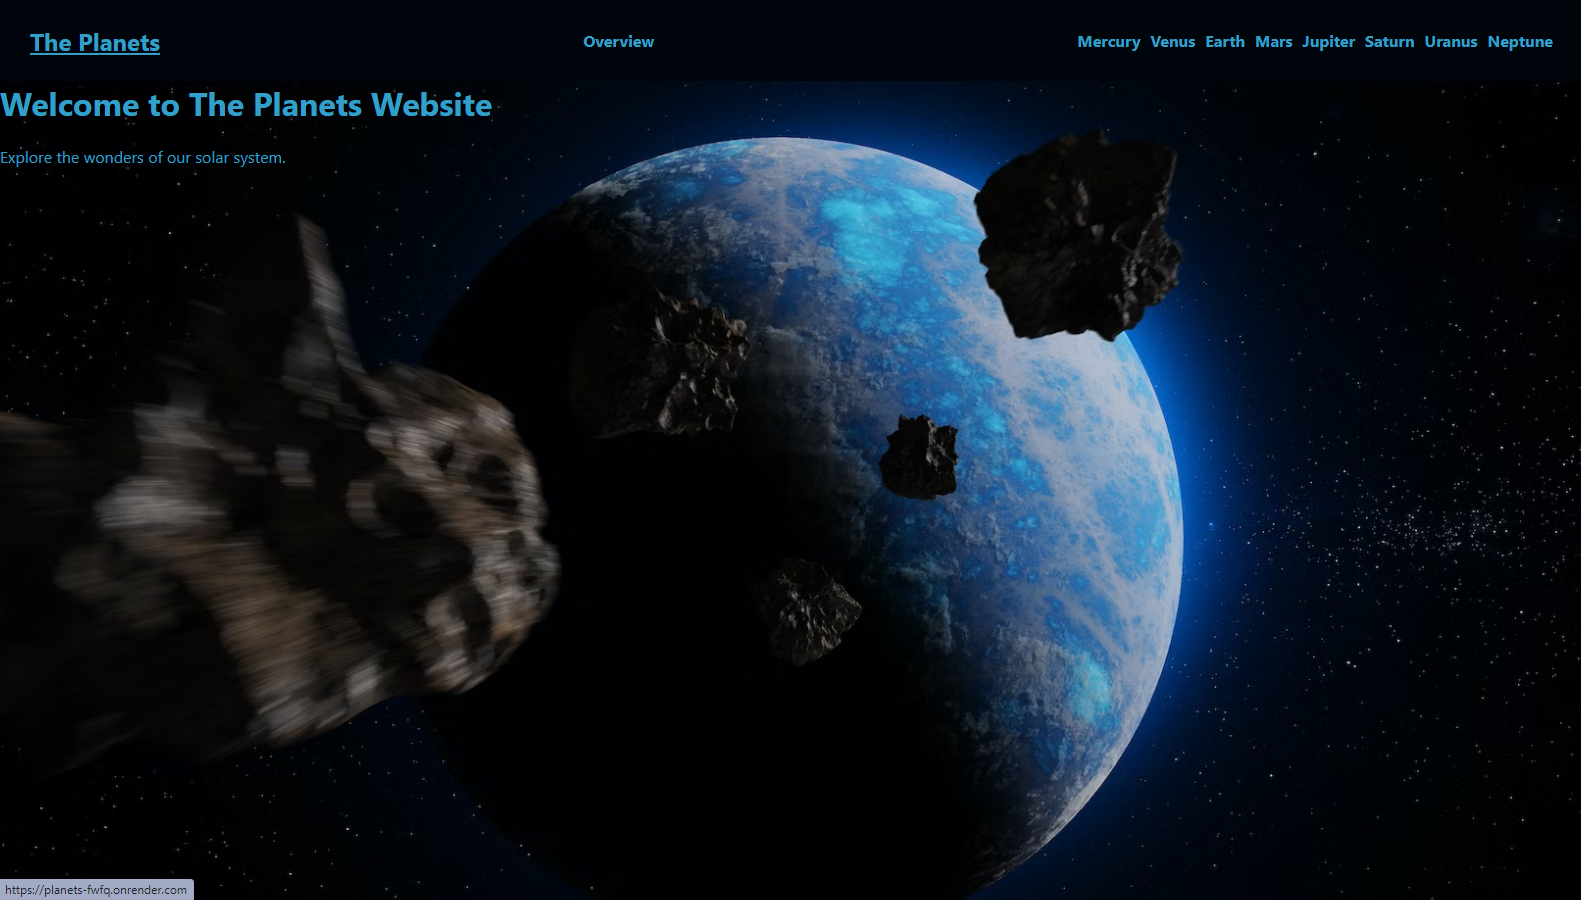 The Planets
Overview
Mercury Venus Earth Mars Jupiter Saturn Uranus Neptune
Welcome to The Planets Website
Explore the wonders of our solar system.
https://planets-fwfq.onrender.com